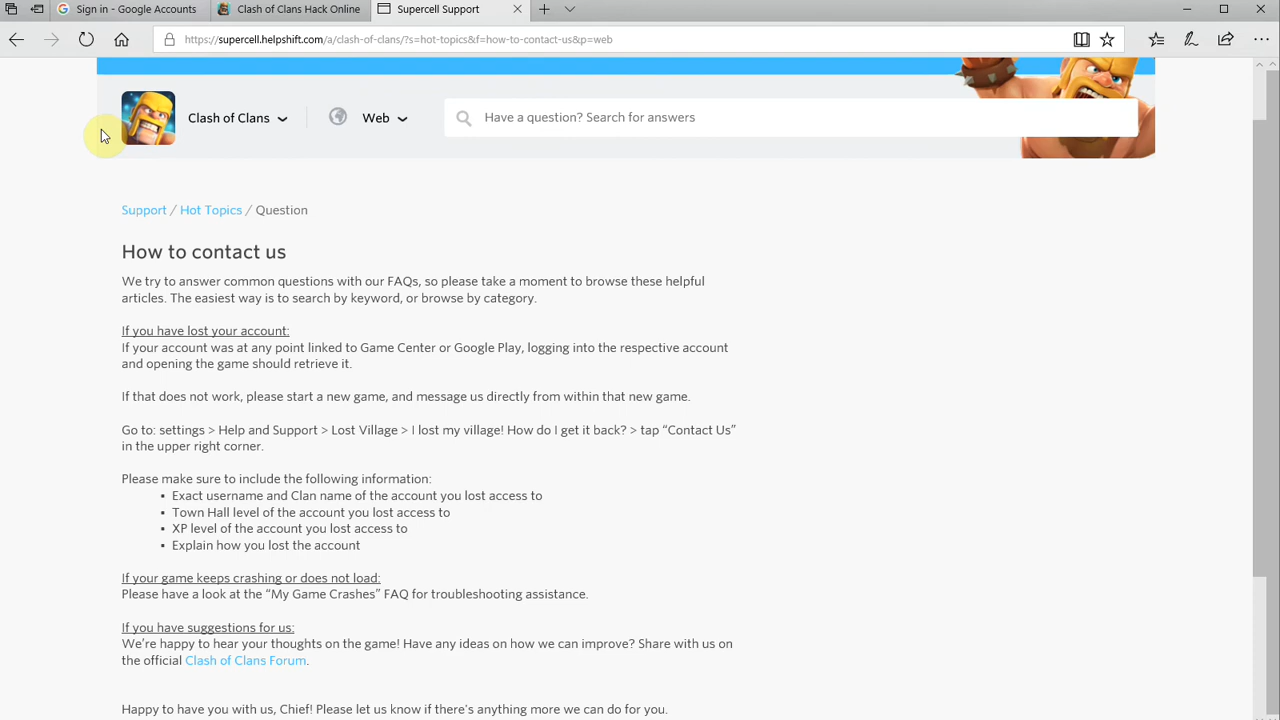 Sign in - Google Accounts
Clash of Clans Hack Online
Supercell Support
https://supercell.helpshift.com/a/clash-of-clans/?s=hot-topics&f=how-to-contact-us&p=web
Clash of Clans
Web
Have a question? Search for answers
Support / Hot Topics / Question
How to contact us
We try to answer common questions with our FAQs, so please take a moment to browse these helpful
articles. The easiest way is to search by keyword, or browse by category.
If you have lost your account:
If your account was at any point linked to Game Center or Google Play, logging into the respective account
and opening the game should retrieve it.
If that does not work, please start a new game, and message us directly from within that new game.
Go to: settings > Help and Support > Lost Village > I lost my village! How do I get it back? > tap “Contact Us”
in the upper right corner.
Please make sure to include the following information:
▪ Exact username and Clan name of the account you lost access to
▪ Town Hall level of the account you lost access to
▪ XP level of the account you lost access to
▪ Explain how you lost the account
If your game keeps crashing or does not load:
Please have a look at the “My Game Crashes” FAQ for troubleshooting assistance.
If you have suggestions for us:
We’re happy to hear your thoughts on the game! Have any ideas on how we can improve? Share with us on
the official Clash of Clans Forum.
Happy to have you with us, Chief! Please let us know if there's anything more we can do for you.